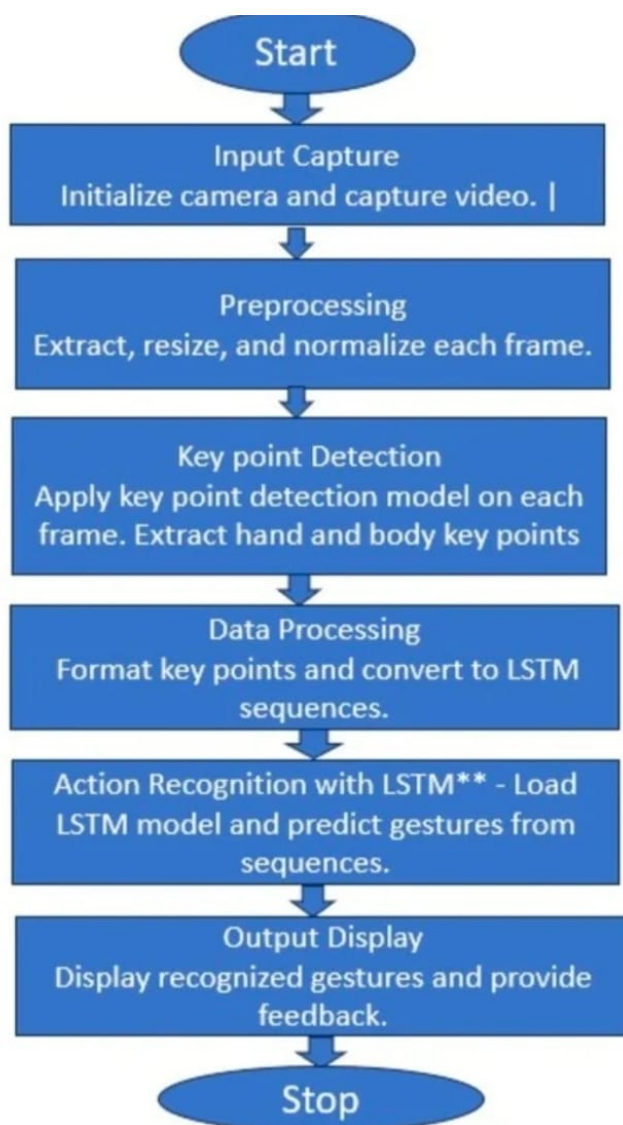 Start
Input Capture
Initialize camera and capture video. |
Preprocessing
Extract, resize, and normalize each frame.
Key point Detection
Apply key point detection model on each
frame. Extract hand and body key points
Data Processing
Format key points and convert to LSTM
sequences.
Action Recognition with LSTM** - Load
LSTM model and predict gestures from
sequences.
Output Display
Display recognized gestures and provide
feedback.
Stop